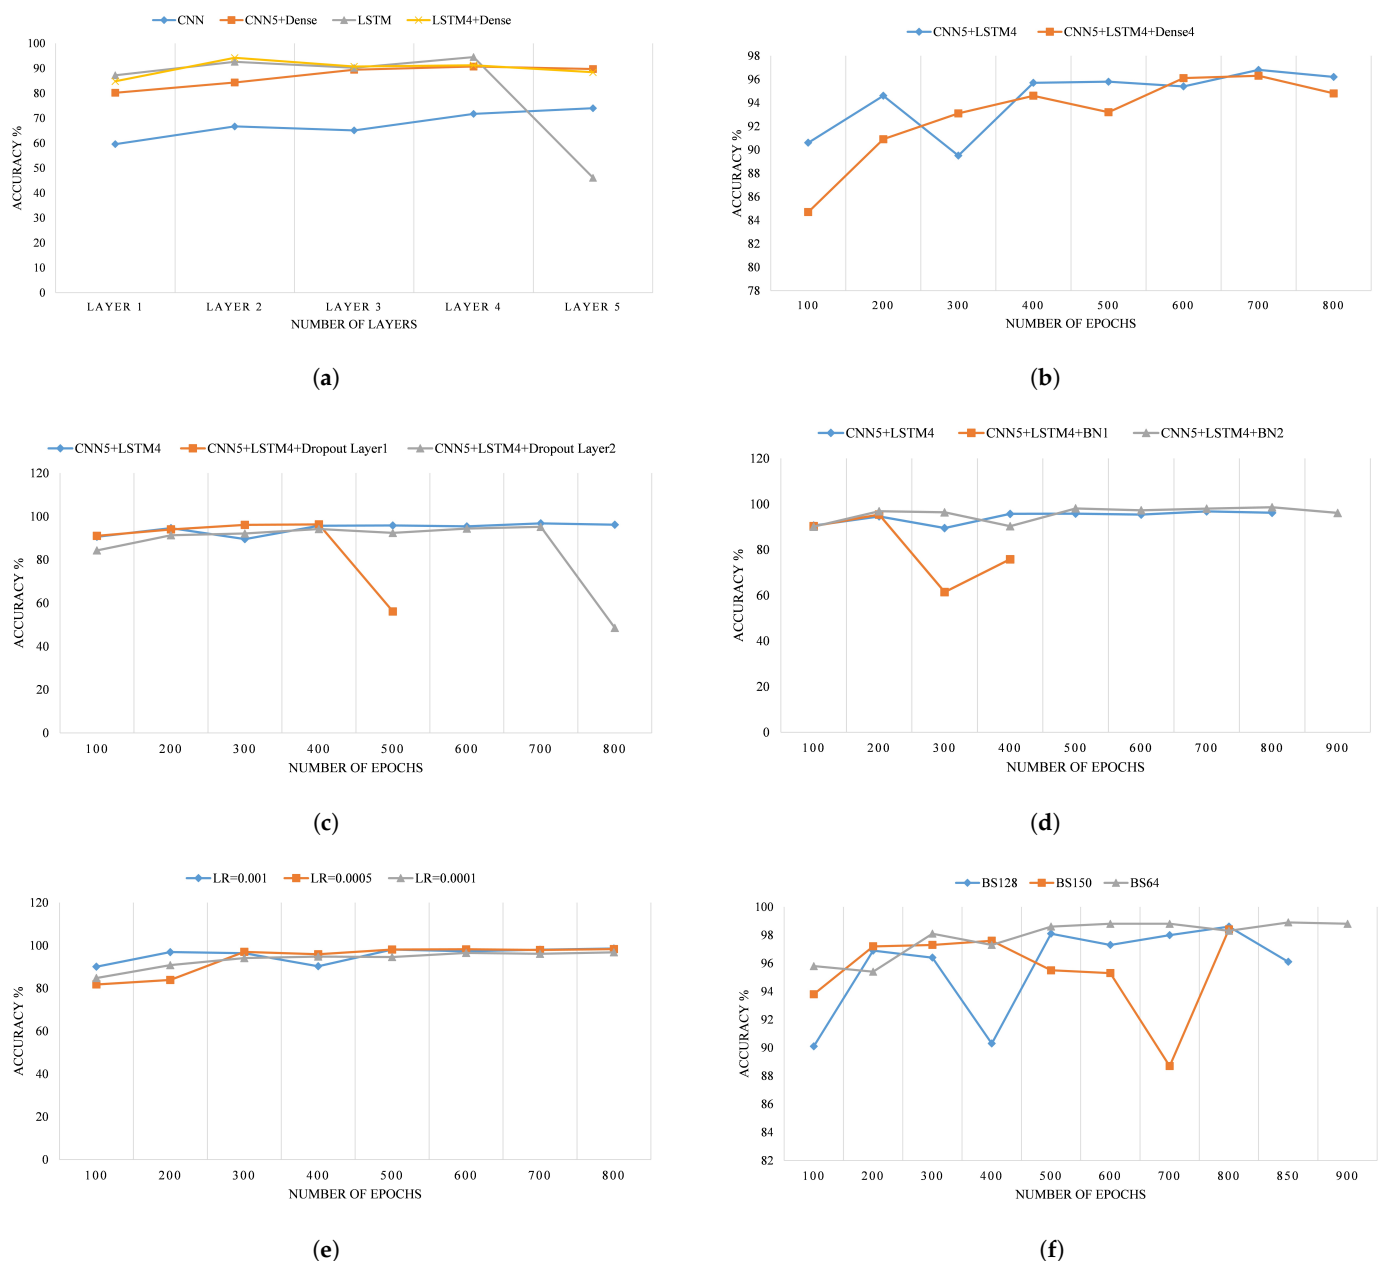 CNN CNN5+Dense LSTM LSTM4+Dense
100
90
80
70
60
50
40
30
20
10
0
ACCURACY %
LAYER 1 LAYER 2 LAYER 3 LAYER 4 LAYER 5
NUMBER OF LAYERS
(a)
CNN5+LSTM4 CNN5+LSTM4+Dense4
98
96
94
92
90
88
86
84
82
80
78
ACCURACY %
100 200 300 400 500 600 700 800
NUMBER OF EPOCHS
(b)
CNN5+LSTM4 CNN5+LSTM4+Dropout Layer1 CNN5+LSTM4+Dropout Layer2
120
100
80
60
40
20
0
ACCURACY %
100 200 300 400 500 600 700 800
NUMBER OF EPOCHS
(c)
CNN5+LSTM4 CNN5+LSTM4+BN1 CNN5+LSTM4+BN2
120
100
80
60
40
20
0
ACCURACY %
100 200 300 400 500 600 700 800 900
NUMBER OF EPOCHS
(d)
LR=0.001 LR=0.0005 LR=0.0001
120
100
80
60
40
20
0
ACCURACY %
100 200 300 400 500 600 700 800
NUMBER OF EPOCHS
(e)
BS128 BS150 BS64
100
98
96
94
92
90
88
86
84
82
ACCURACY %
100 200 300 400 500 600 700 800 850 900
NUMBER OF EPOCHS
(f)